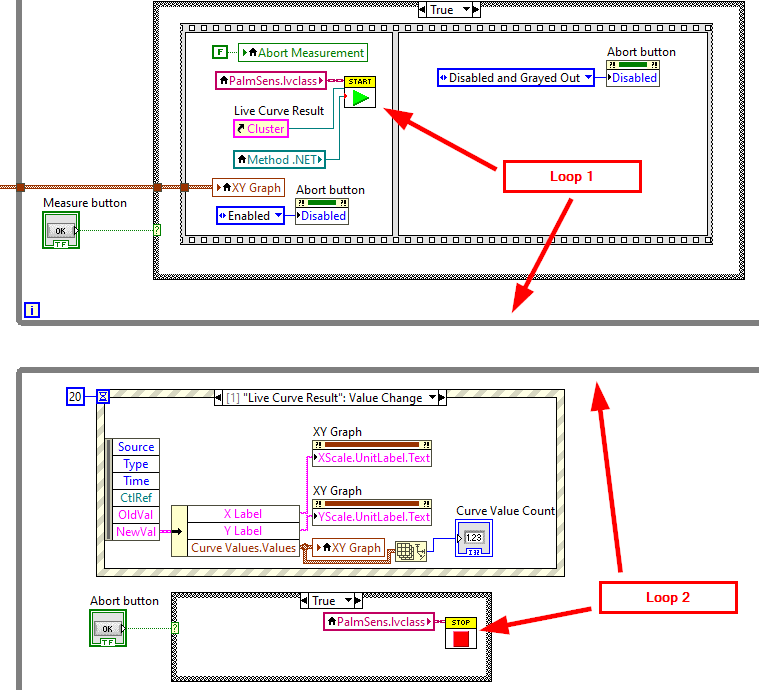 True
F
Abort Measurement
PalmSens.lvclass
START
Live Curve Result
Cluster
Method .NET
XY Graph
Abort button
Enabled
Disabled
Abort button
Disabled and Grayed Out
Disabled
Loop 1
Measure button
OK
TF
?
i
20
[1] "Live Curve Result": Value Change
Source
Type
Time
CtlRef
OldVal
NewVal
X Label
Y Label
Curve Values.Values
XY Graph
XScale.UnitLabel.Text
XY Graph
YScale.UnitLabel.Text
XY Graph
Curve Value Count
1.23
I32
Loop 2
Abort button
OK
TF
?
True
PalmSens.lvclass
STOP